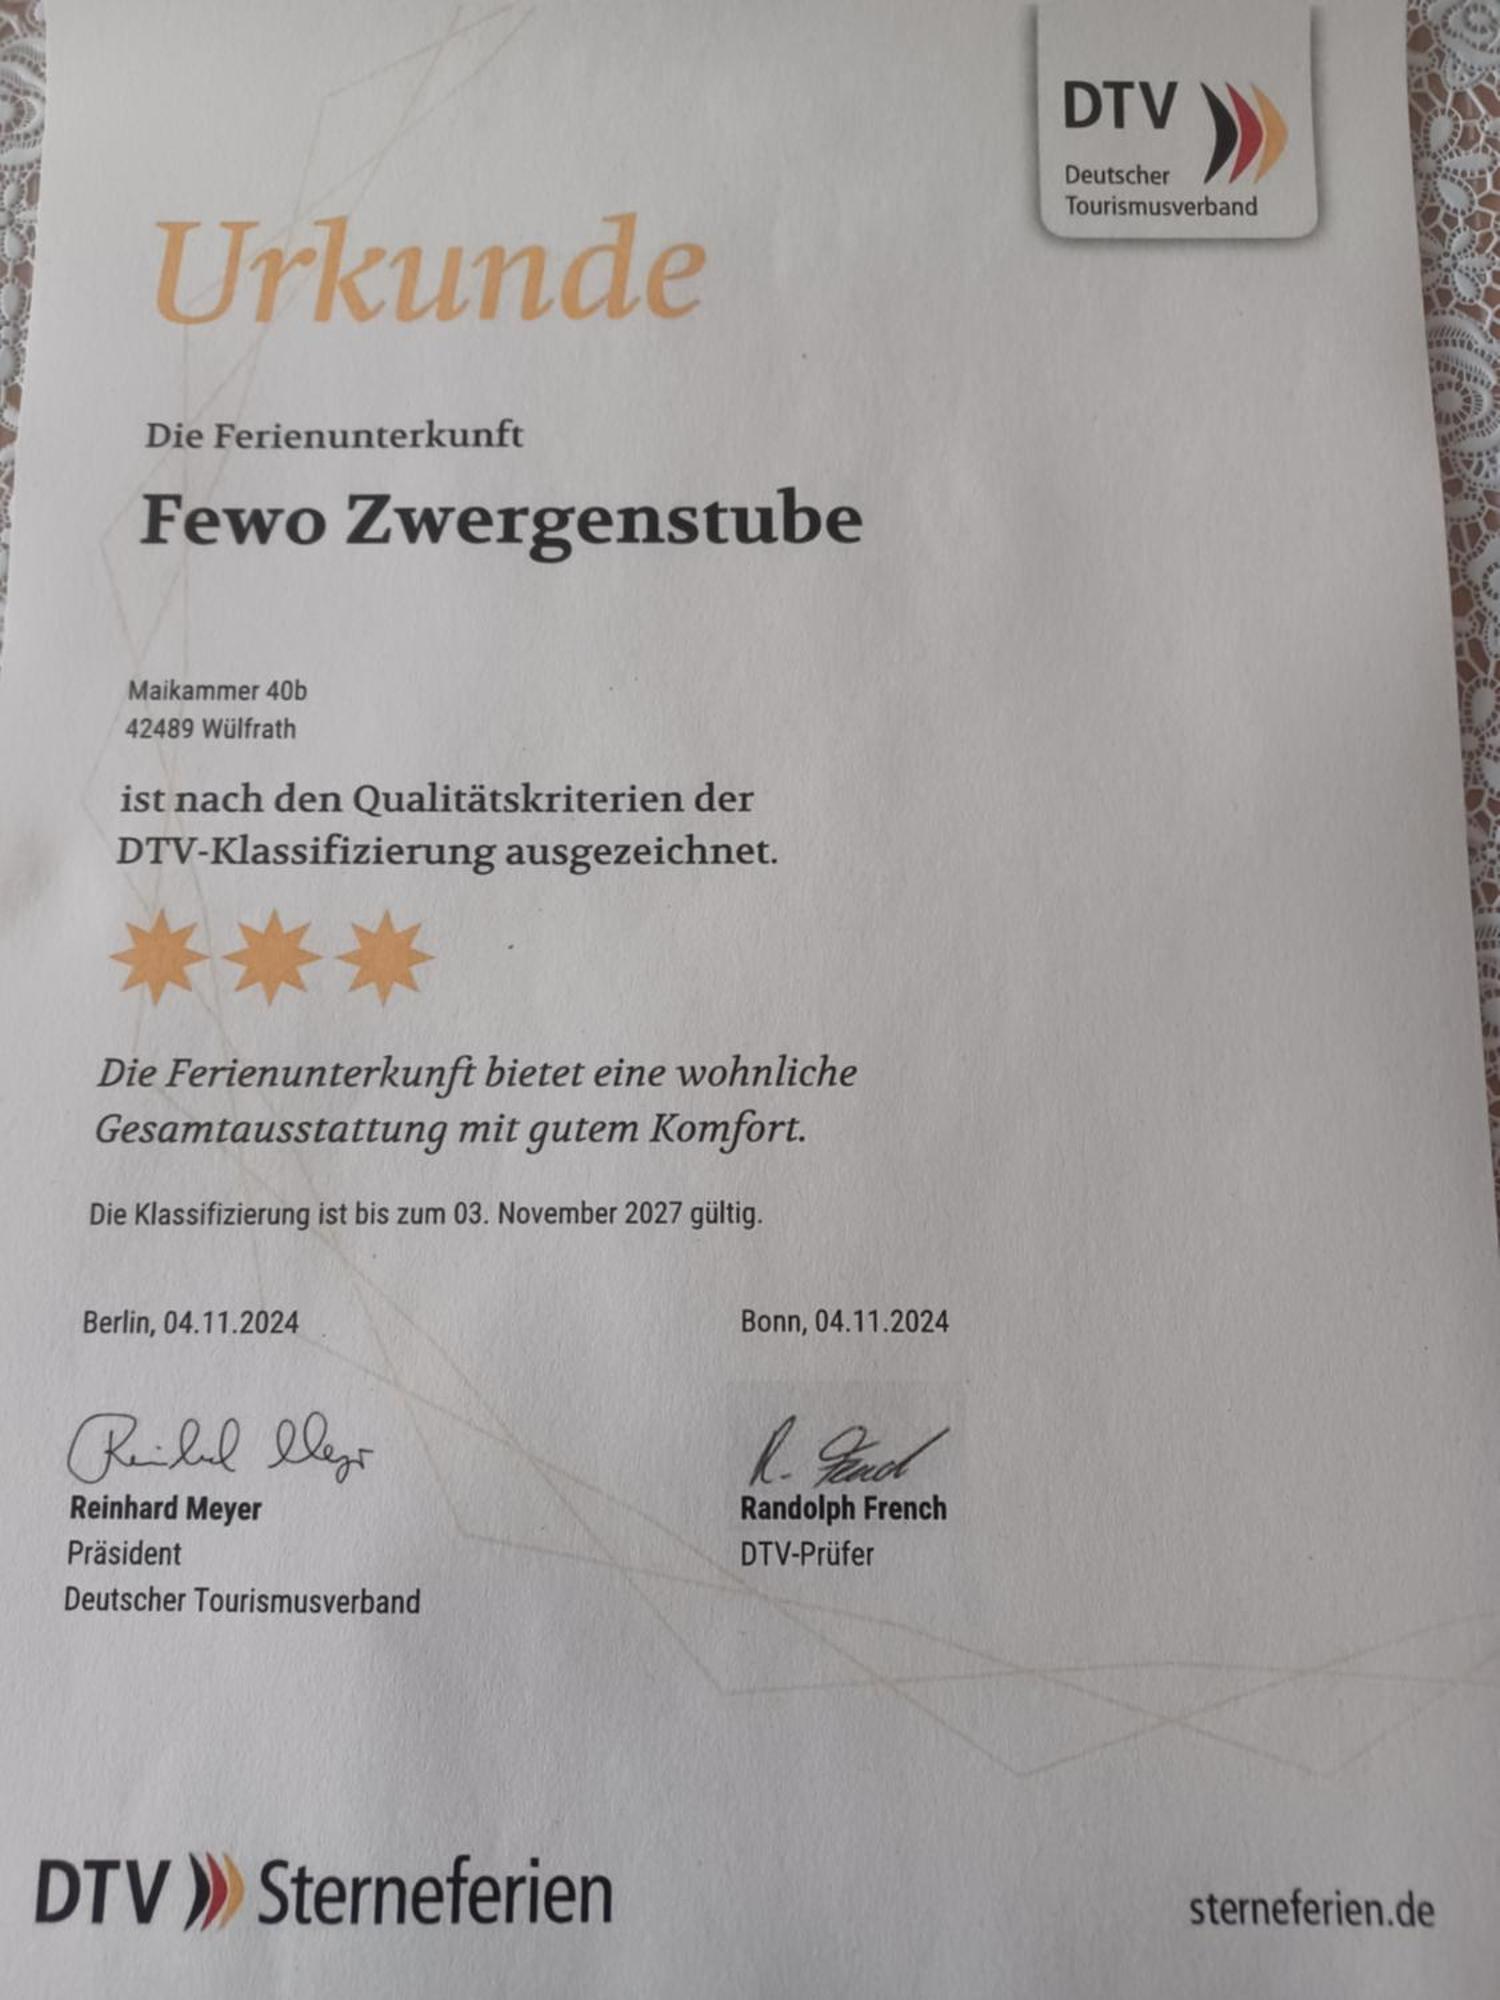 DTV
Deutscher
Tourismusverband
Urkunde
Die Ferienunterkunft
Fewo Zwergenstube
Maikammer 40b
42489 Wülfrath
ist nach den Qualitätskriterien der
DTV-Klassifizierung ausgezeichnet.
Die Ferienunterkunft bietet eine wohnliche
Gesamtausstattung mit gutem Komfort.
Die Klassifizierung ist bis zum 03. November 2027 gültig.
Berlin, 04.11.2024
Bonn, 04.11.2024
Reinhard Meyer
R. French
Reinhard Meyer
Randolph French
Präsident
DTV-Prüfer
Deutscher Tourismusverband
DTV Sterneferien
sterneferien.de